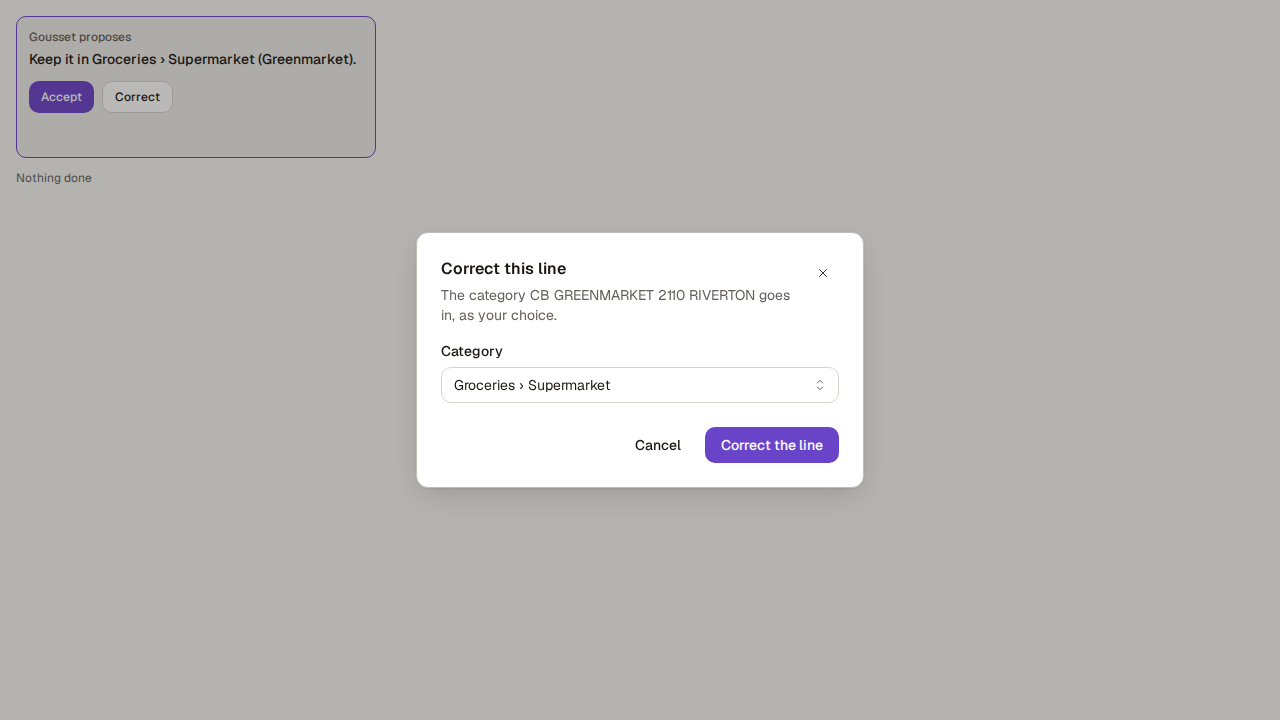 Gousset proposes
Keep it in Groceries › Supermarket (Greenmarket).
Accept
Correct
Nothing done
Correct this line
The category CB GREENMARKET 2110 RIVERTON goes
in, as your choice.
Category
Groceries › Supermarket
Cancel
Correct the line